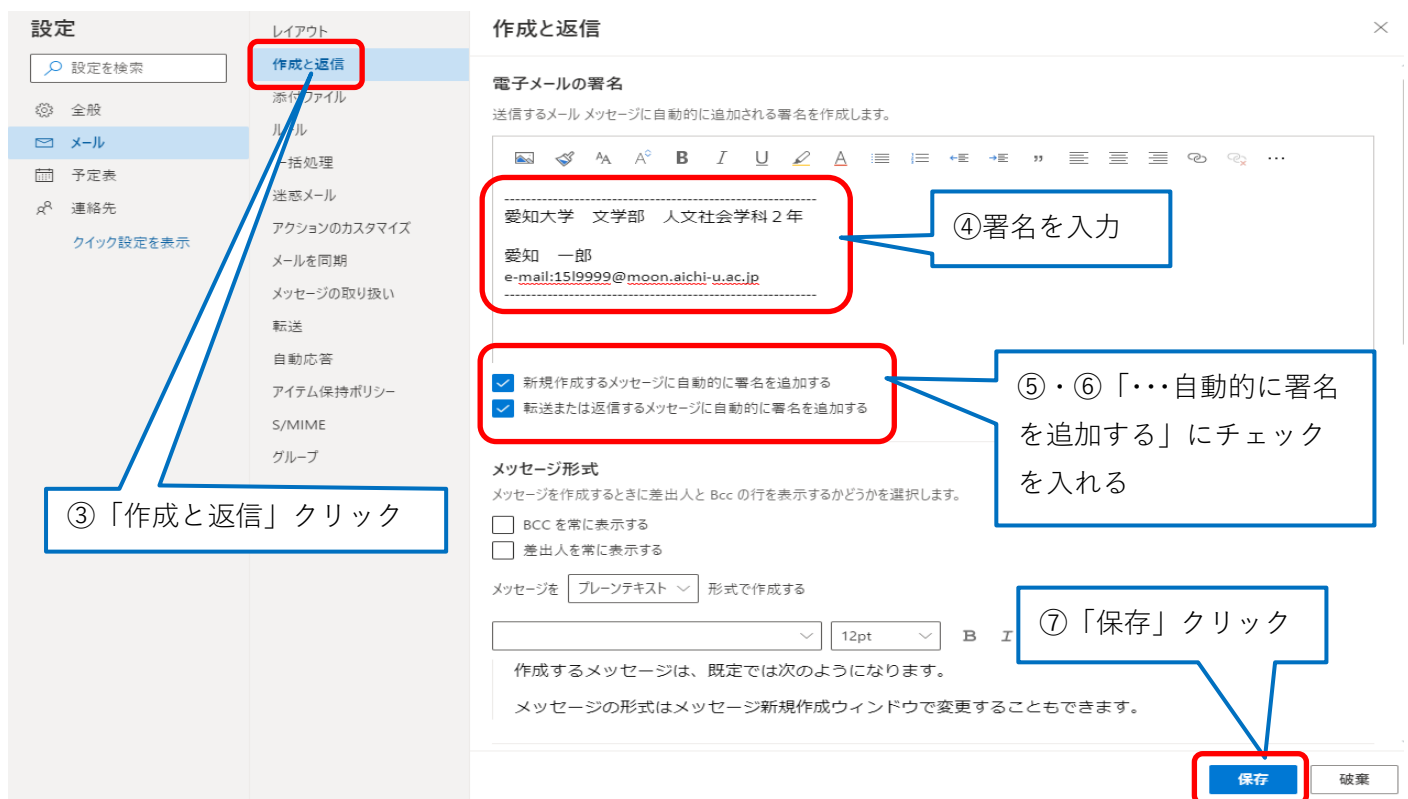 設定
設定を検索
全般
メール
予定表
連絡先
クイック設定を表示
レイアウト
作成と返信
添付ファイル
ルール
一括処理
迷惑メール
アクションのカスタマイズ
メールを同期
メッセージの取り扱い
転送
自動応答
アイテム保持ポリシー
S/MIME
グループ
③「作成と返信」クリック
作成と返信
電子メールの署名
送信するメール メッセージに自動的に追加される署名を作成します。
愛知大学　文学部　人文社会学科２年
愛知　一郎
e-mail:15l9999@moon.aichi-u.ac.jp
④署名を入力
新規作成するメッセージに自動的に署名を追加する
転送または返信するメッセージに自動的に署名を追加する
⑤・⑥「･･･自動的に署名
を追加する」にチェック
を入れる
メッセージ形式
メッセージを作成するときに差出人と Bcc の行を表示するかどうかを選択します。
BCC を常に表示する
差出人を常に表示する
メッセージを プレーンテキスト 形式で作成する
12pt B I
⑦「保存」クリック
作成するメッセージは、既定では次のようになります。
メッセージの形式はメッセージ新規作成ウィンドウで変更することもできます。
保存 破棄